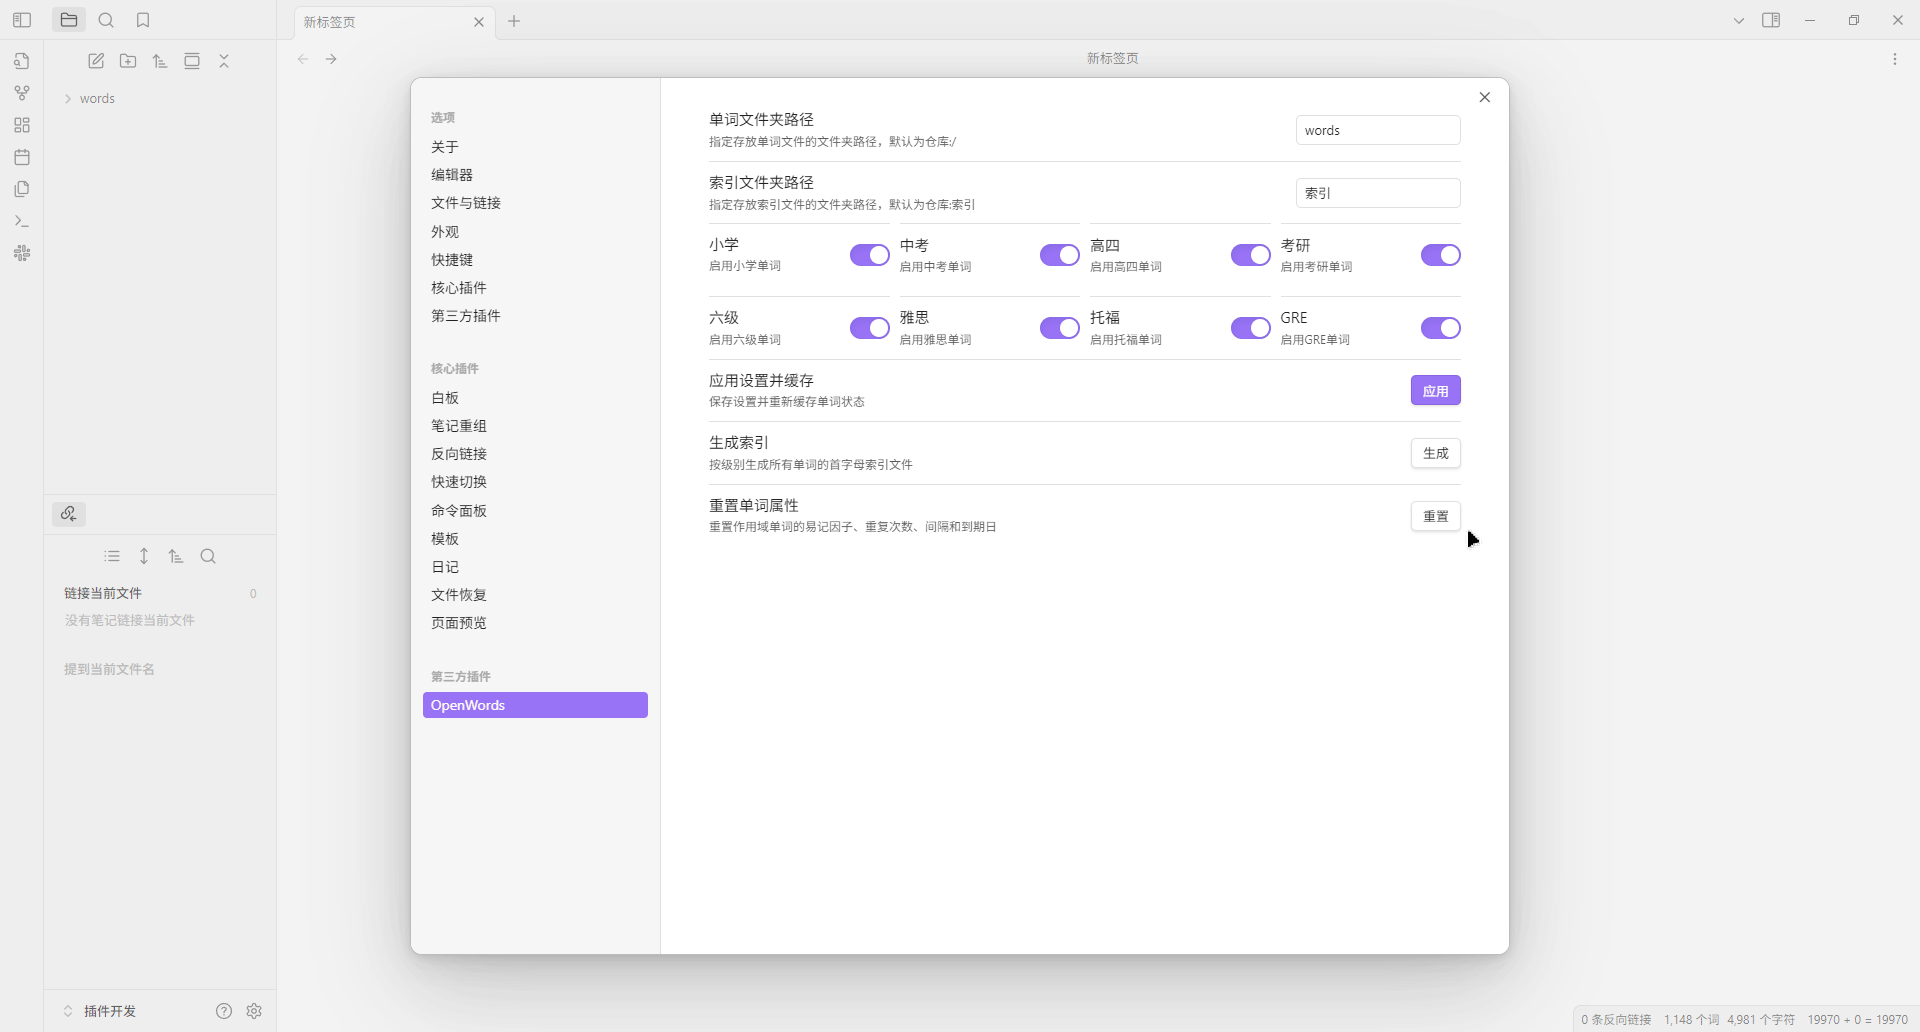 新标签页
新标签页
words
链接当前文件 0
没有笔记链接当前文件
提到当前文件名
插件开发
选项
关于
编辑器
文件与链接
外观
快捷键
核心插件
第三方插件
核心插件
白板
笔记重组
反向链接
快速切换
命令面板
模板
日记
文件恢复
页面预览
第三方插件
OpenWords
单词文件夹路径
指定存放单词文件的文件夹路径，默认为仓库:/
words
索引文件夹路径
指定存放索引文件的文件夹路径，默认为仓库:索引
索引
小学 中考 高四 考研
启用小学单词 启用中考单词 启用高四单词 启用考研单词
六级 雅思 托福 GRE
启用六级单词 启用雅思单词 启用托福单词 启用GRE单词
应用设置并缓存
保存设置并重新缓存单词状态
应用
生成索引
按级别生成所有单词的首字母索引文件
生成
重置单词属性
重置作用域单词的易记因子、重复次数、间隔和到期日
重置
0 条反向链接 1,148 个词 4,981 个字符 19970 + 0 = 19970